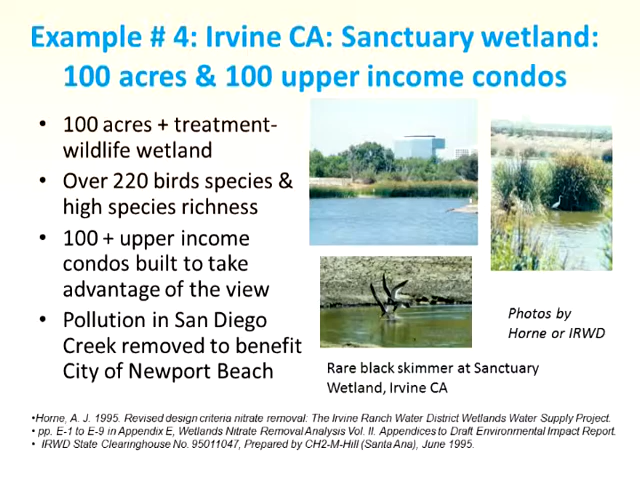 Example # 4: Irvine CA: Sanctuary wetland:
100 acres & 100 upper income condos
• 100 acres + treatment-
wildlife wetland
• Over 220 birds species &
high species richness
• 100 + upper income
condos built to take
advantage of the view
• Pollution in San Diego
Creek removed to benefit
City of Newport Beach
Photos by
Horne or IRWD
Rare black skimmer at Sanctuary
Wetland, Irvine CA
•Horne, A. J. 1995. Revised design criteria nitrate removal: The Irvine Ranch Water District Wetlands Water Supply Project.
• pp. E-1 to E-9 in Appendix E, Wetlands Nitrate Removal Analysis Vol. II. Appendices to Draft Environmental Impact Report.
• IRWD State Clearinghouse No. 95011047, Prepared by CH2-M-Hill (Santa Ana), June 1995.